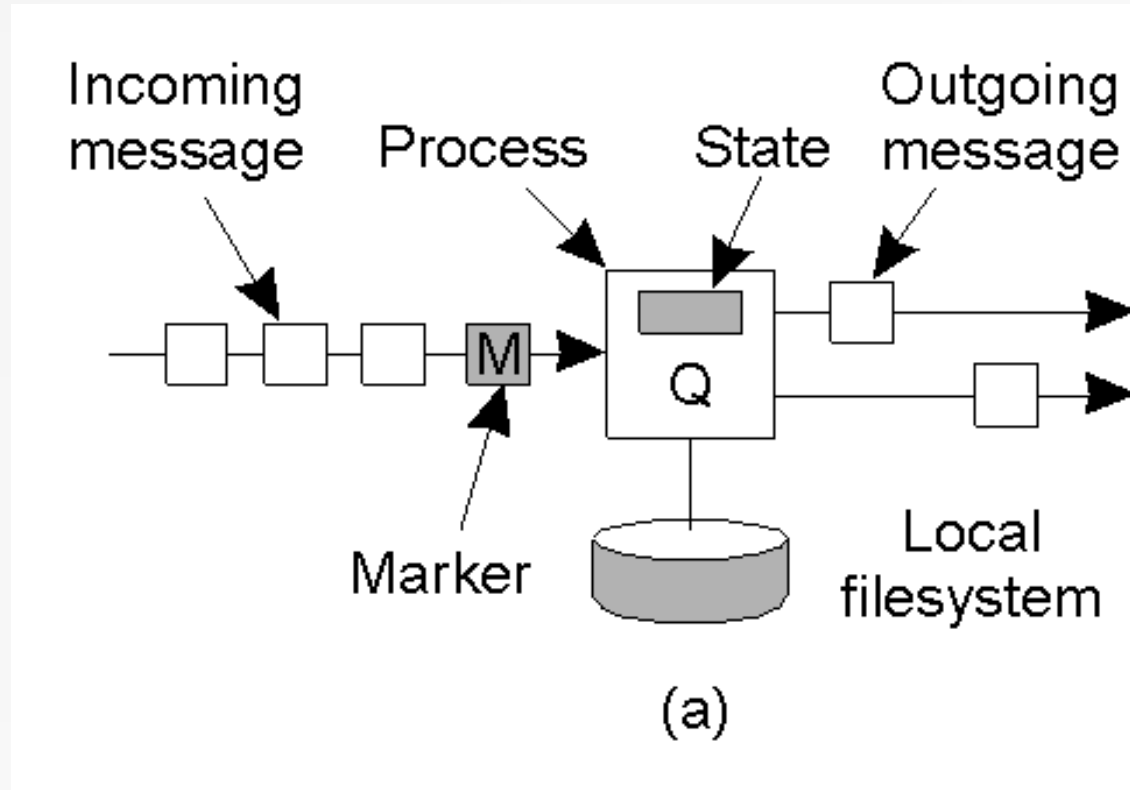 Incoming
message
Process
State
Outgoing
message
M
Q
Marker
Local
filesystem
(a)